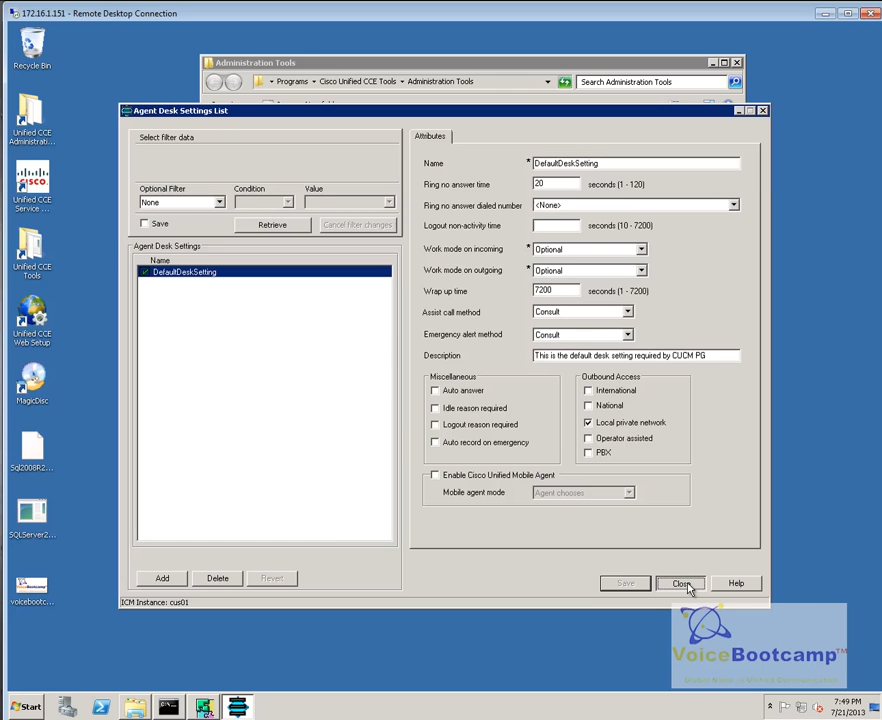 172.16.1.151 - Remote Desktop Connection
Recycle Bin
Unified CCE
Administrati...
CISCO
Unified CCE
Service ...
Unified CCE
Tools
Unified CCE
Web Setup
MagicDisc
Sql2008R2...
SQLServer2...
voicebootc...
Administration Tools
Programs
Cisco Unified CCE Tools
Administration Tools
Search Administration Tools
Agent Desk Settings List
Select filter data
Optional Filter
Condition
Value
None
Save
Retrieve
Cancel filter changes
Agent Desk Settings
Name
DefaultDeskSetting
Add
Delete
Revert
Attributes
Name * DefaultDeskSetting
Ring no answer time 20 seconds (1 - 120)
Ring no answer dialed number <None>
Logout non-activity time seconds (10 - 7200)
Work mode on incoming * Optional
Work mode on outgoing * Optional
Wrap up time 7200 seconds (1 - 7200)
Assist call method Consult
Emergency alert method Consult
Description This is the default desk setting required by CUCM PG
Miscellaneous
Auto answer
Idle reason required
Logout reason required
Auto record on emergency
Outbound Access
International
National
Local private network
Operator assisted
PBX
Enable Cisco Unified Mobile Agent
Mobile agent mode Agent chooses
Save
Close
Help
ICM Instance: cus01
VoiceBootcamp™
Start
7:49 PM
7/21/2013